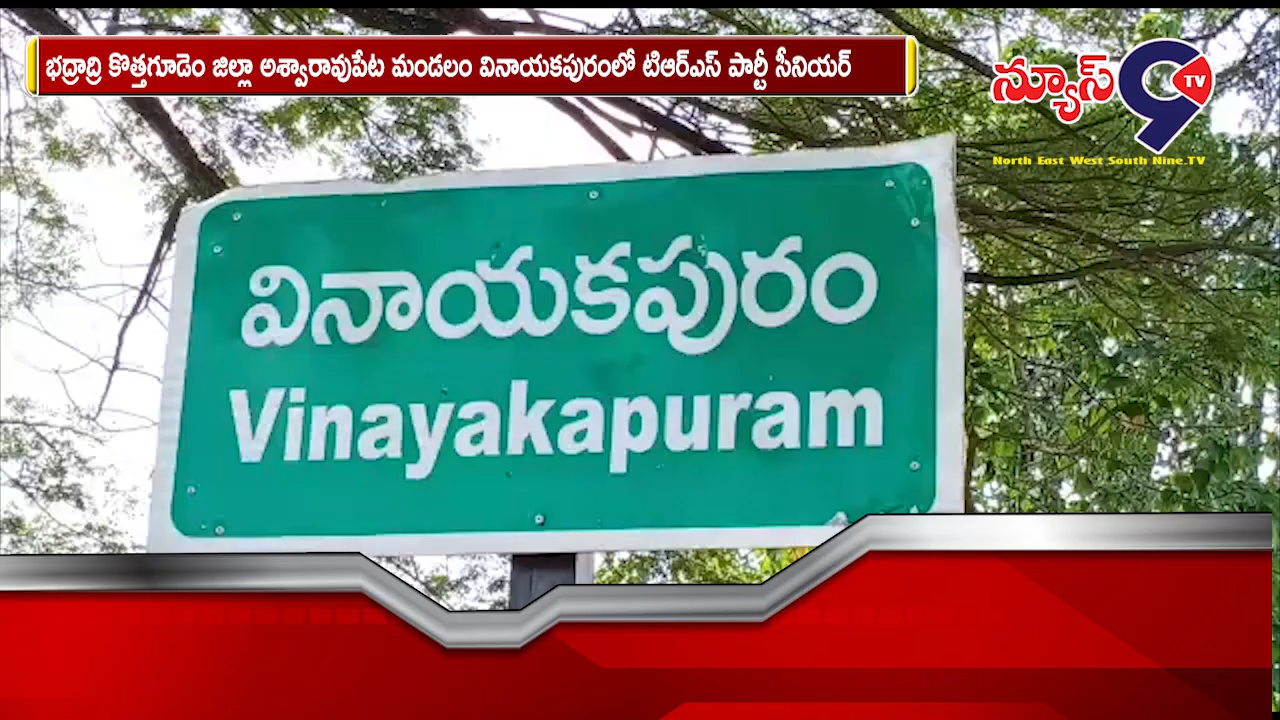 భద్రాద్రి కొత్తగూడెం జిల్లా అశ్వారావుపేట మండలం వినాయకపురంలో టిఆర్ఎస్ పార్టీ సీనియర్
న్యూస్ 9 TV
North East West South Nine.TV
వినాయకపురం
Vinayakapuram